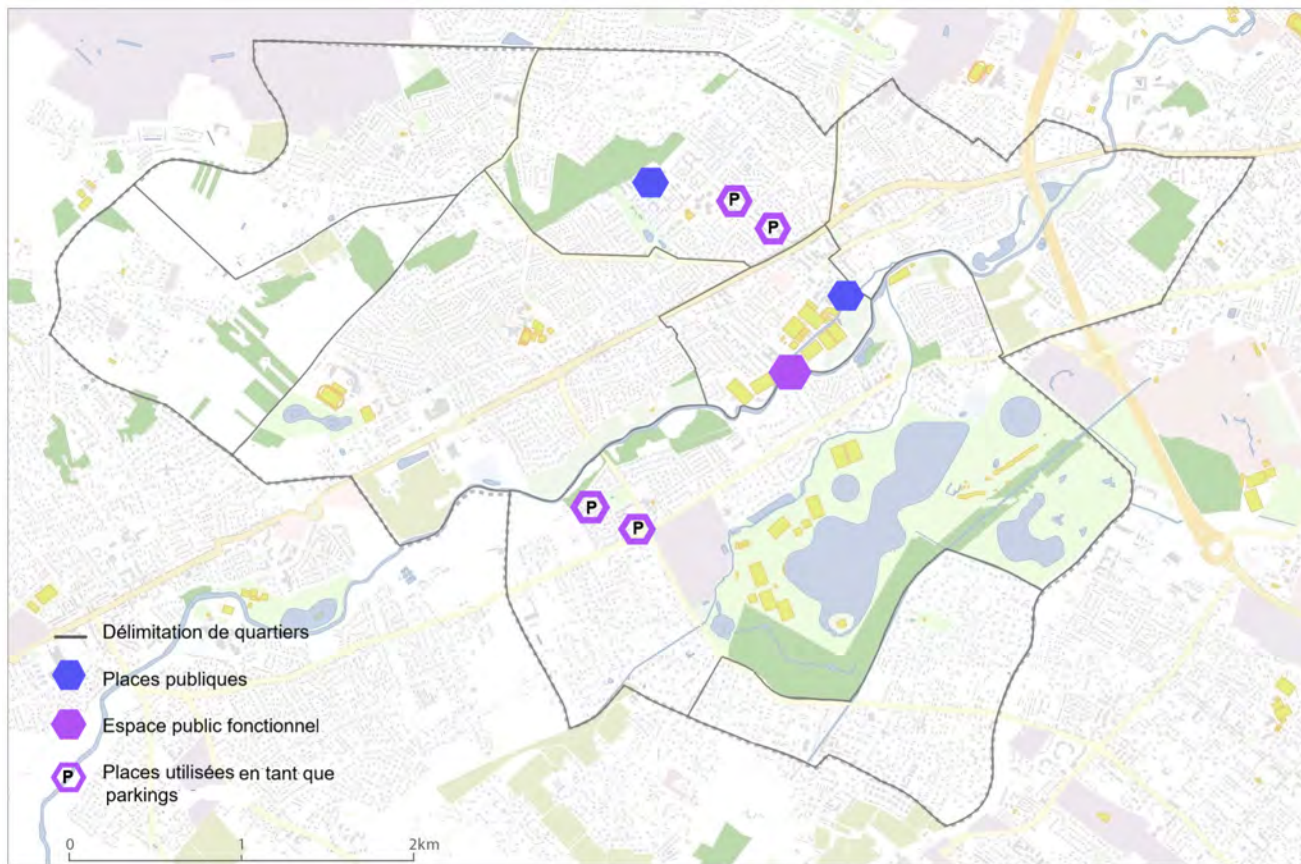 P
P
P
P
Délimitation de quartiers
Places publiques
Espace public fonctionnel
P
Places utilisées en tant que
parkings
0
1
2km